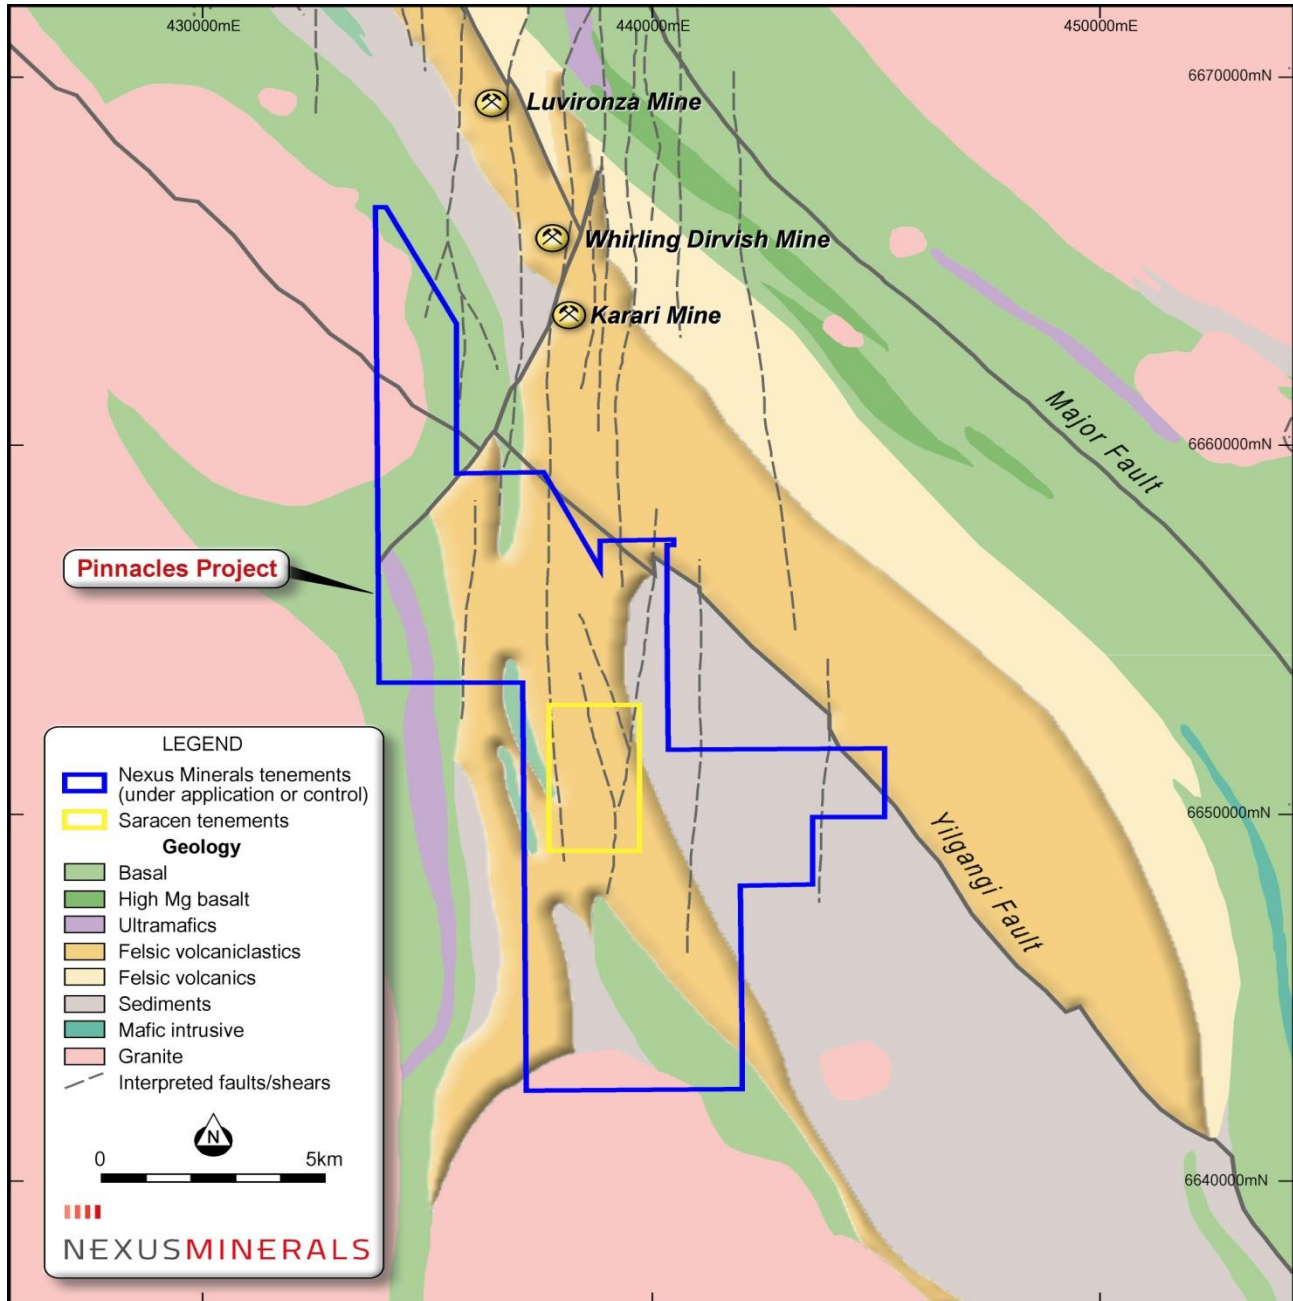 430000mE
440000mE
450000mE
6670000mN
Luvironza Mine
Whirling Dirvish Mine
Karari Mine
Major Fault
6660000mN
Pinnacles Project
Yilgangi Fault
6650000mN
6640000mN
LEGEND
Nexus Minerals tenements
(under application or control)
Saracen tenements
Geology
Basal
High Mg basalt
Ultramafics
Felsic volcaniclastics
Felsic volcanics
Sediments
Mafic intrusive
Granite
Interpreted faults/shears
N
0 5km
NEXUSMINERALS